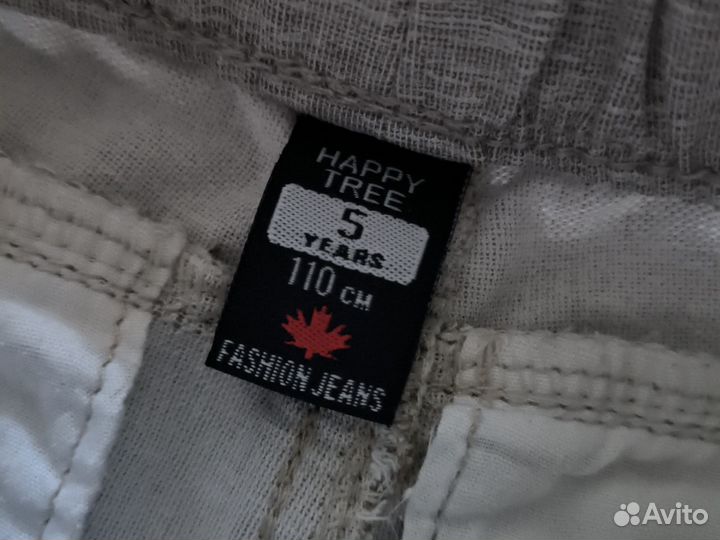 HAPPY
TREE
5
YEARS
110 CM
FASHION JEANS
Avito